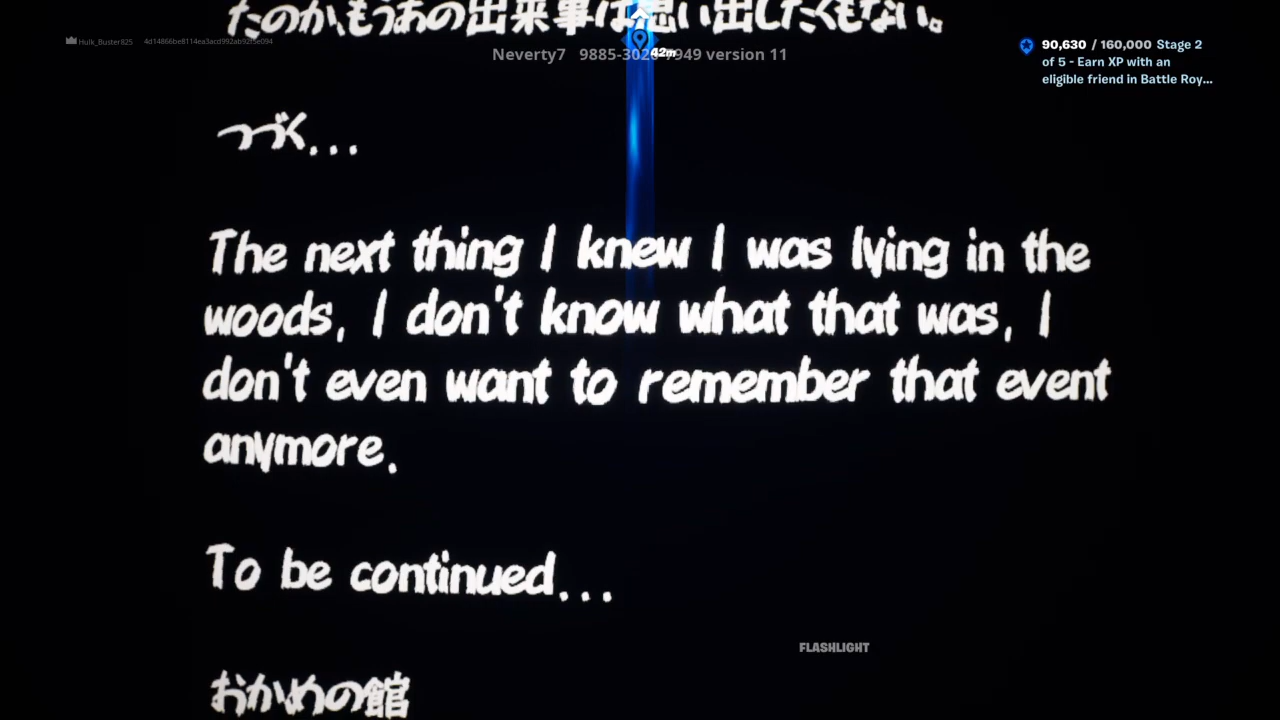 たのか、もうあの出来事は思い出したくもない。
Hulk_Buster825
42m
Neverty7 9885-3026-7949 version 11
90,630 / 160,000 Stage 2
of 5 - Earn XP with an
eligible friend in Battle Roy...
つづく...
The next thing I knew I was lying in the
woods, I don't know what that was, I
don't even want to remember that event
anymore.
To be continued...
FLASHLIGHT
おかめの館